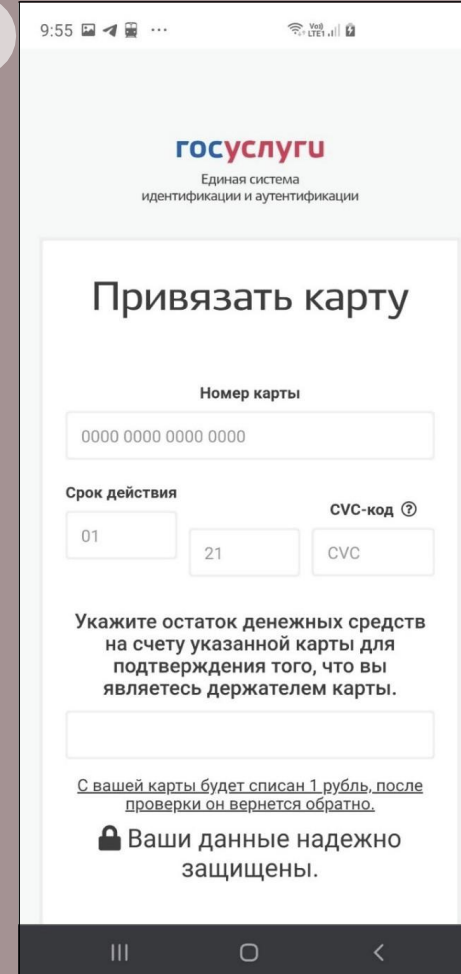 9:55
Vo))
LTE1
госуслуги
Единая система
идентификации и аутентификации
Привязать карту
Номер карты
0000 0000 0000 0000
Срок действия
CVC-код ?
01
21
CVC
Укажите остаток денежных средств
на счету указанной карты для
подтверждения того, что вы
являетесь держателем карты.
С вашей карты будет списан 1 рубль, после
проверки он вернется обратно.
Ваши данные надежно
защищены.